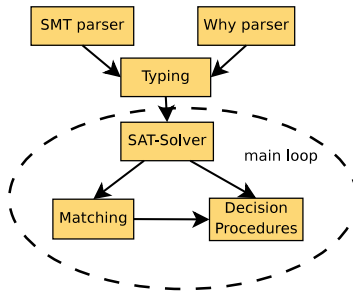 SMT parser
Why parser
Typing
SAT-Solver
main loop
Matching
Decision
Procedures